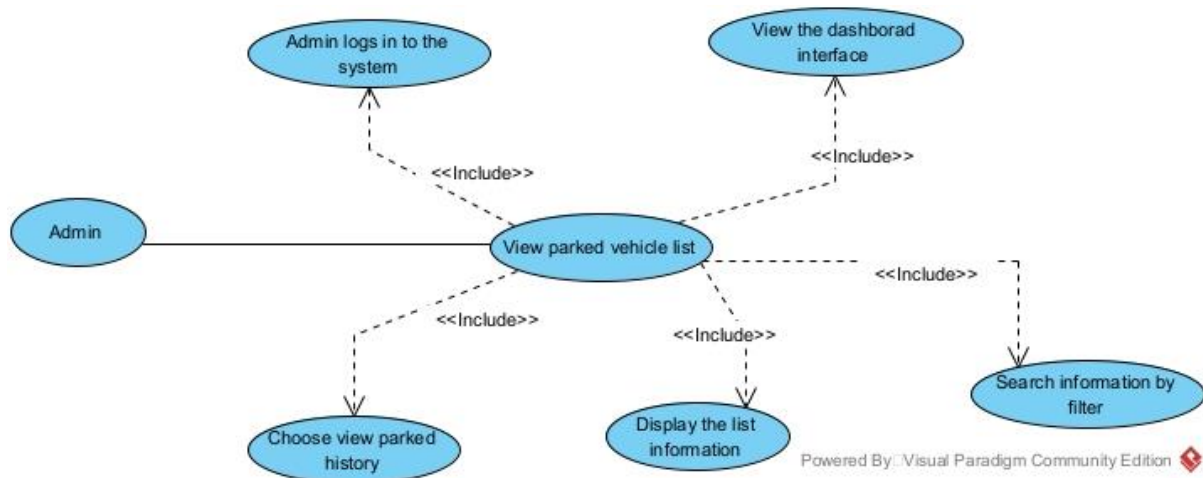 Admin logs in to the
system
View the dashborad
interface
<<Include>>
<<Include>>
Admin
View parked vehicle list
<<Include>>
<<Include>>
<<Include>>
Choose view parked
history
Display the list
information
Search information by
filter
Powered By Visual Paradigm Community Edition